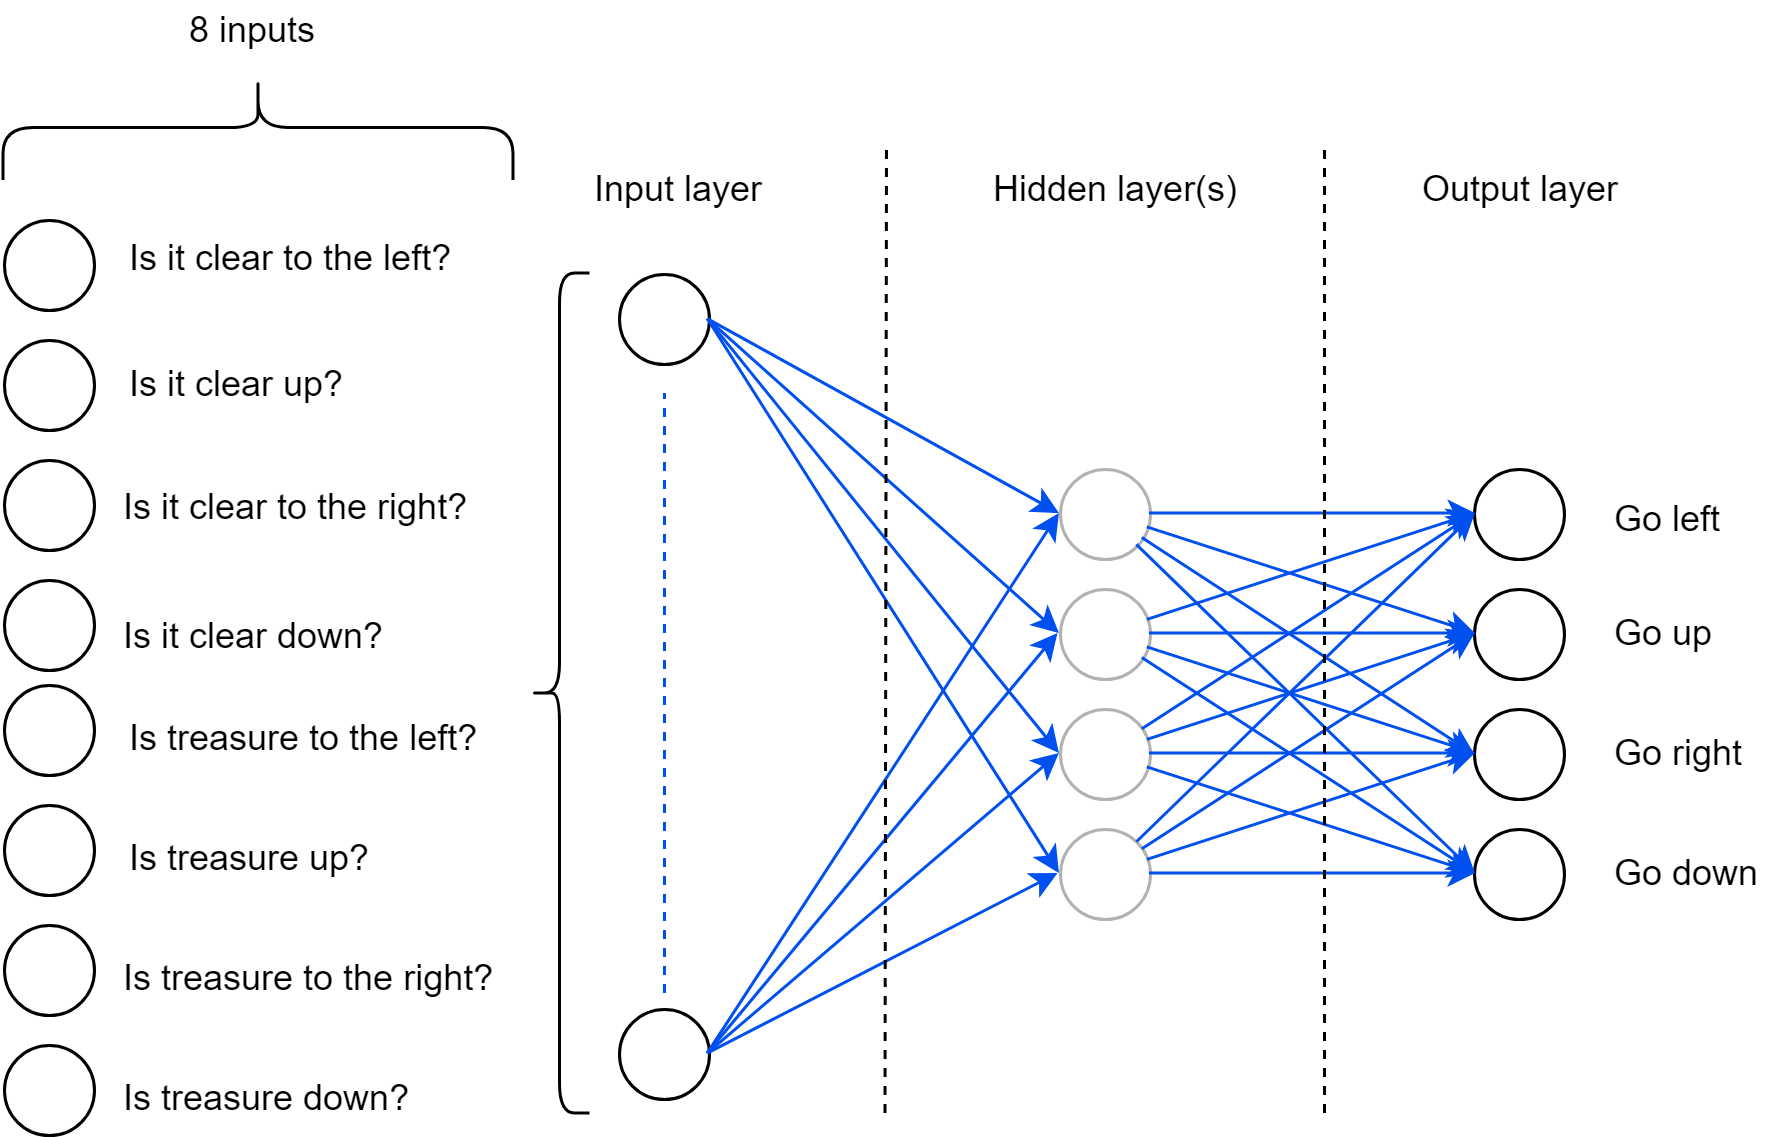 8 inputs
Input layer
Hidden layer(s)
Output layer
Is it clear to the left?
Is it clear up?
Is it clear to the right?
Is it clear down?
Is treasure to the left?
Is treasure up?
Is treasure to the right?
Is treasure down?
Go left
Go up
Go right
Go down